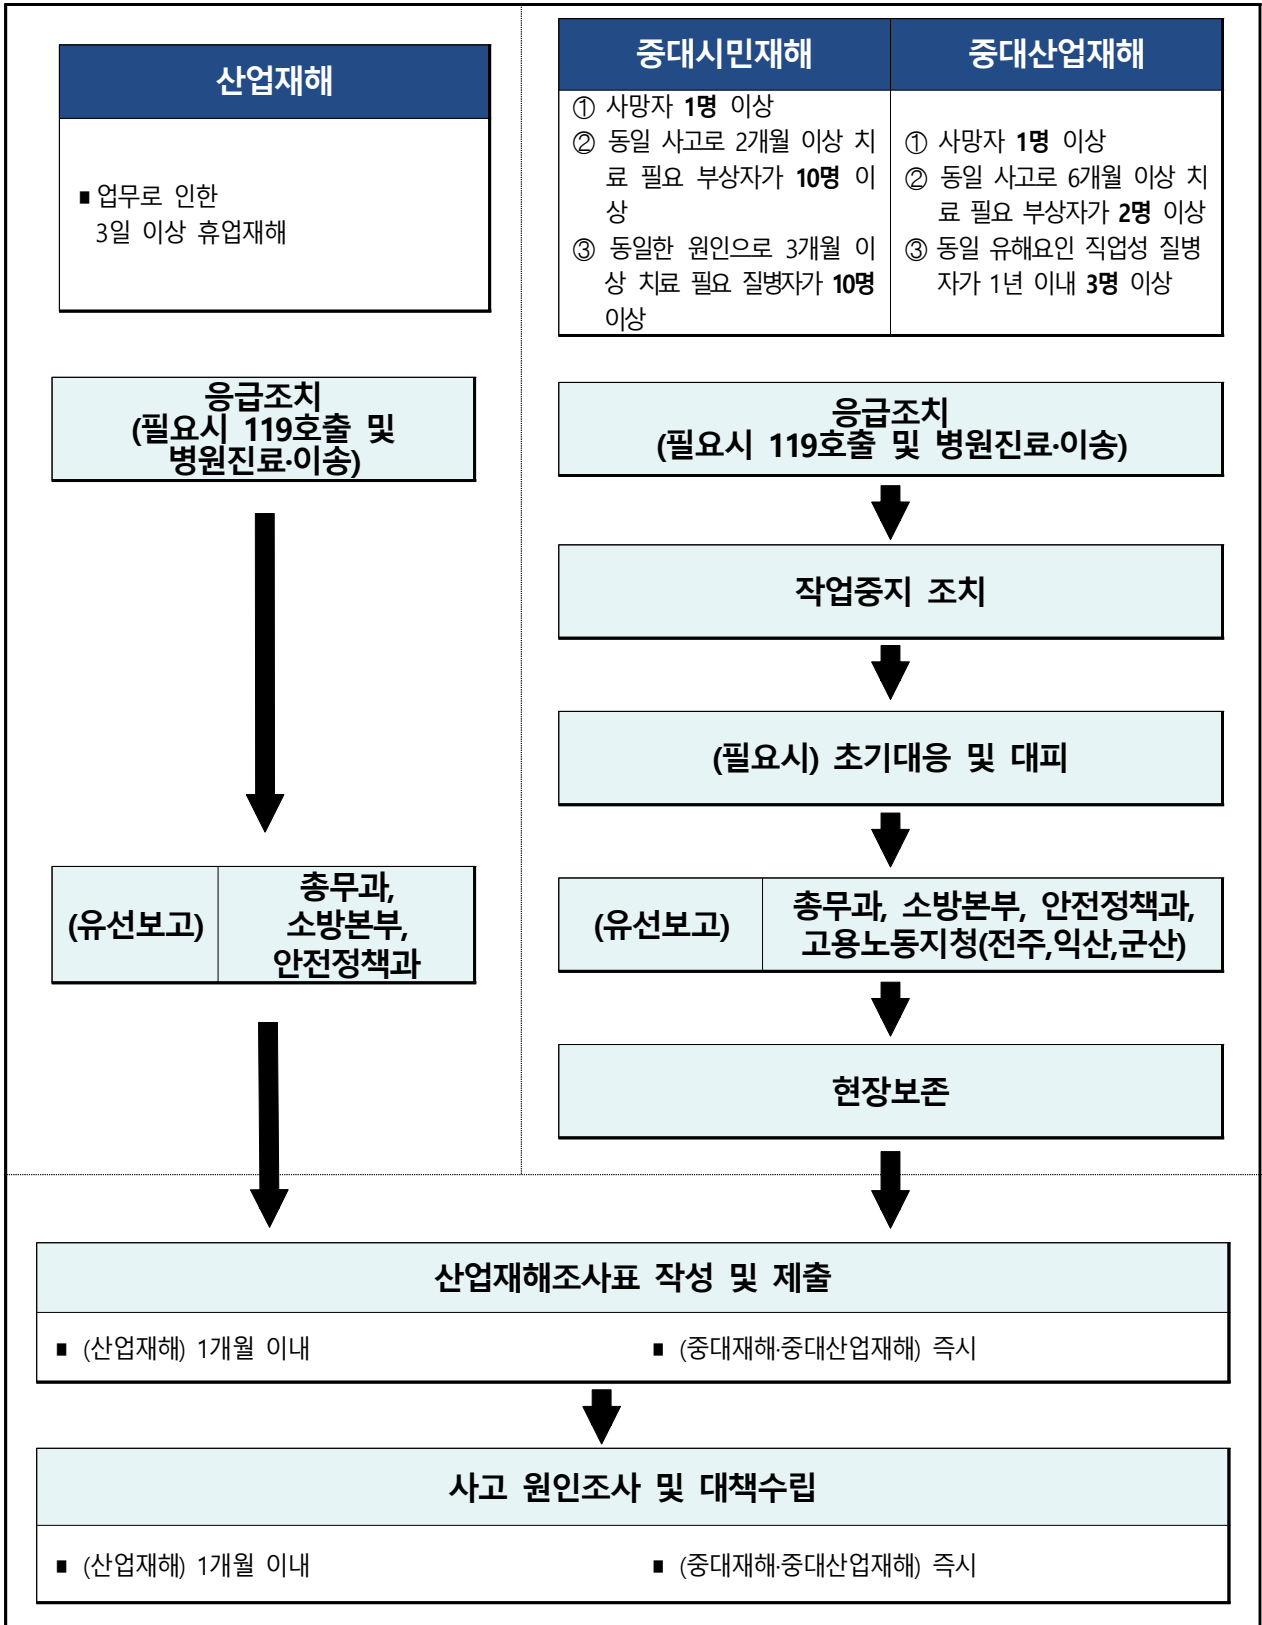 산업재해
■ 업무로 인한
3일 이상 휴업재해
중대시민재해
① 사망자 1명 이상
② 동일 사고로 2개월 이상 치
료 필요 부상자가 10명 이
상
③ 동일한 원인으로 3개월 이
상 치료 필요 질병자가 10명
이상
중대산업재해
① 사망자 1명 이상
② 동일 사고로 6개월 이상 치
료 필요 부상자가 2명 이상
③ 동일 유해요인 직업성 질병
자가 1년 이내 3명 이상
응급조치
(필요시 119호출 및
병원진료·이송)
(유선보고)
총무과,
소방본부,
안전정책과
응급조치
(필요시 119호출 및 병원진료·이송)
작업중지 조치
(필요시) 초기대응 및 대피
(유선보고)
총무과, 소방본부, 안전정책과,
고용노동지청(전주,익산,군산)
현장보존
산업재해조사표 작성 및 제출
■ (산업재해) 1개월 이내
■ (중대재해·중대산업재해) 즉시
사고 원인조사 및 대책수립
■ (산업재해) 1개월 이내
■ (중대재해·중대산업재해) 즉시